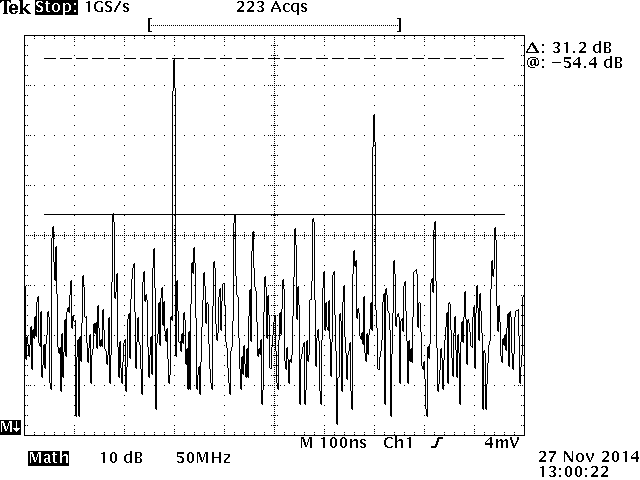 Tek Stop: 1GS/s 223 Acqs
Δ: 31.2 dB
@: −54.4 dB
M↓
M 100ns Ch1 4mV
Math 10 dB 50MHz
27 Nov 2014
13:00:22